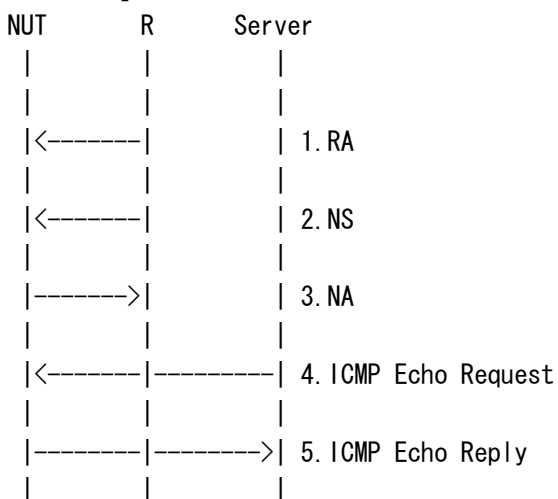 NUT R Server
1.RA
2.NS
3.NA
4.ICMP Echo Request
5.ICMP Echo Reply